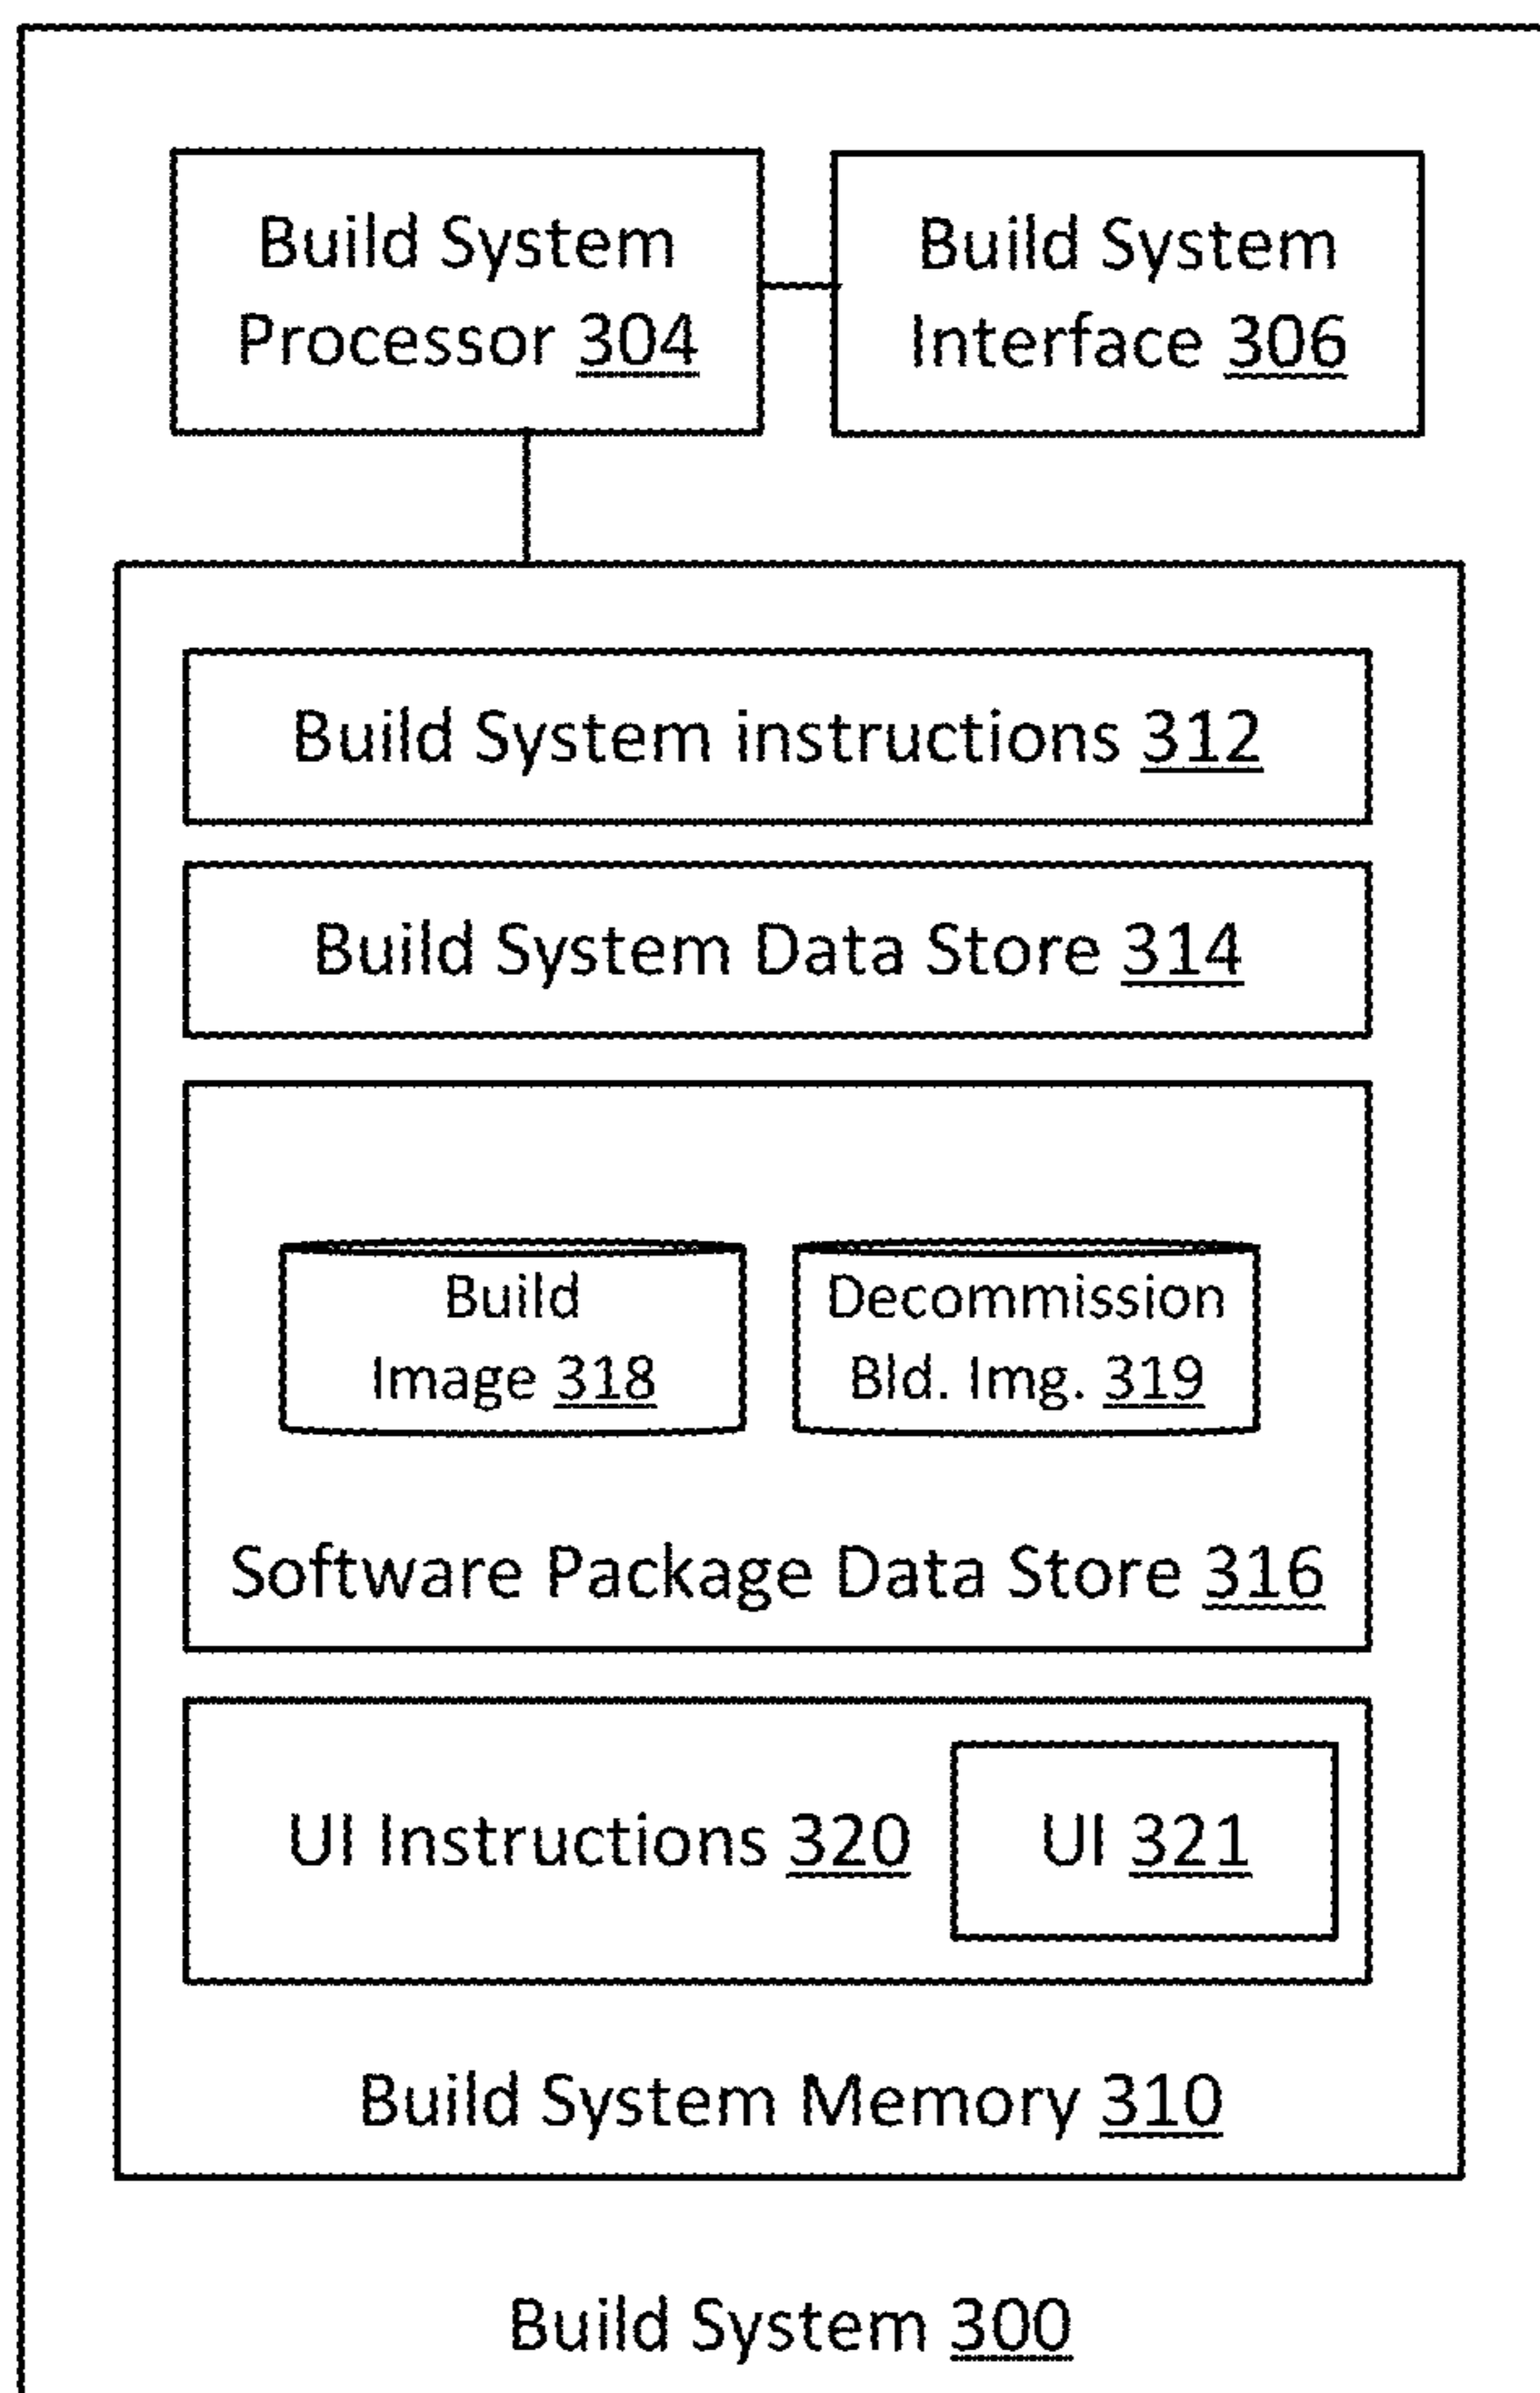 Build System
Processor 304
Build System
Interface 306
Build System instructions 312
Build System Data Store 314
Build
Image 318
Decommission
Bld. Img. 319
Software Package Data Store 316
UI Instructions 320
UI 321
Build System Memory 310
Build System 300